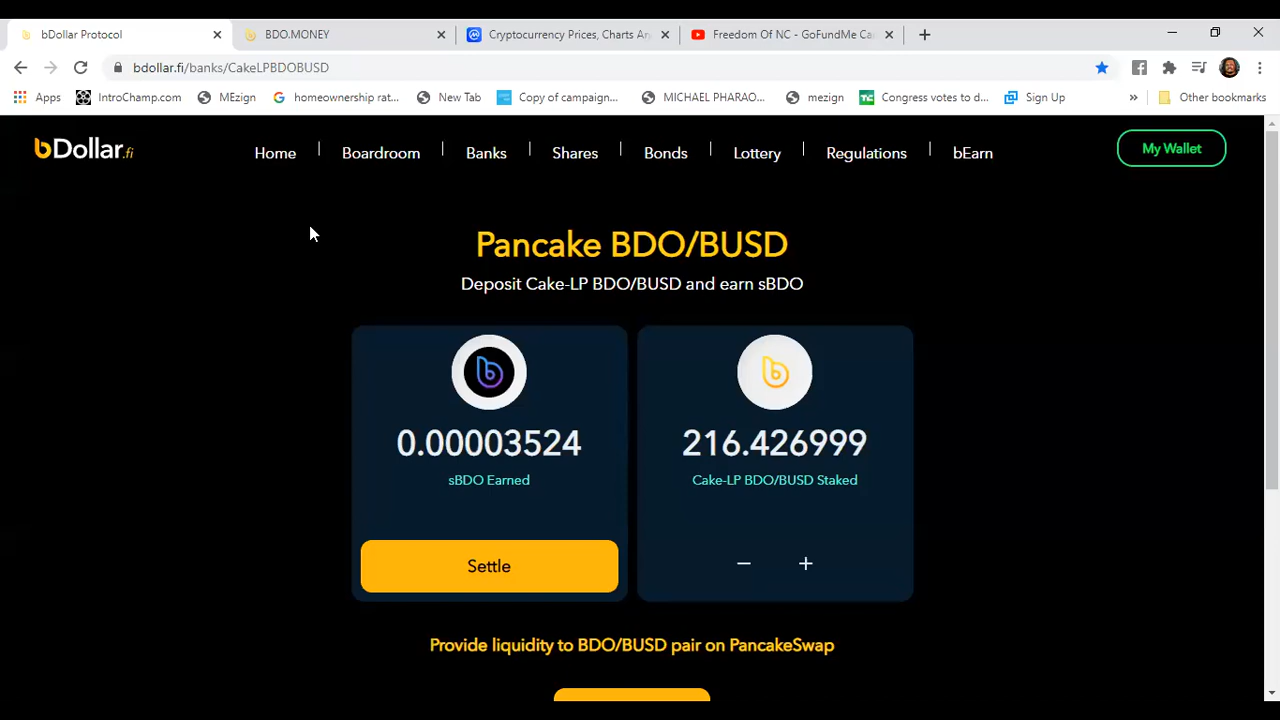 bDollar Protocol
BDO.MONEY
Cryptocurrency Prices, Charts An
Freedom Of NC - GoFundMe Ca
bdollar.fi/banks/CakeLPBDOBUSD
Apps
IntroChamp.com
MEzign
homeownership rat...
New Tab
Copy of campaign...
MICHAEL PHARAO...
mezign
TC
Congress votes to d...
Sign Up
Other bookmarks
bDollar.fi
Home
Boardroom
Banks
Shares
Bonds
Lottery
Regulations
bEarn
My Wallet
Pancake BDO/BUSD
Deposit Cake-LP BDO/BUSD and earn sBDO
0.00003524
sBDO Earned
Settle
216.426999
Cake-LP BDO/BUSD Staked
Provide liquidity to BDO/BUSD pair on PancakeSwap